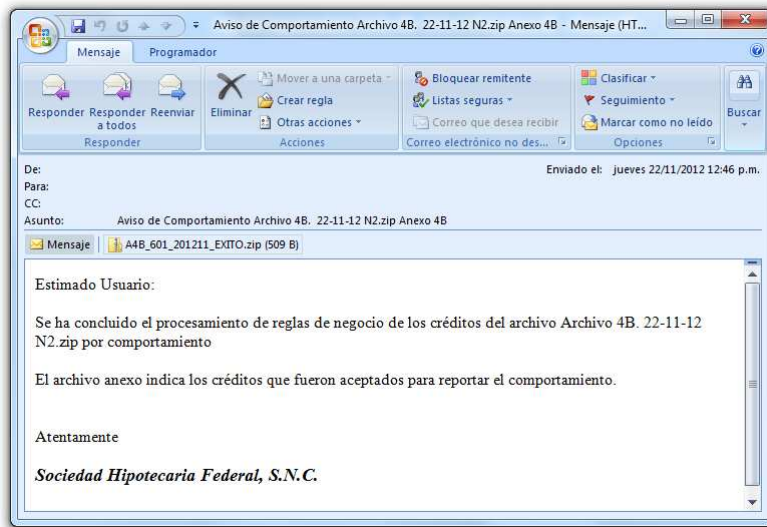 Aviso de Comportamiento Archivo 4B. 22-11-12 N2.zip Anexo 4B - Mensaje (HT...
Mensaje Programador
Responder Responder a todos Reenviar
Eliminar
Mover a una carpeta
Crear regla
Otras acciones
Bloquear remitente
Listas seguras
Correo que desea recibir
Clasificar
Seguimiento
Marcar como no leído
Buscar
Responder Acciones Correo electrónico no des... Opciones
De: Enviado el: jueves 22/11/2012 12:46 p.m.
Para:
CC:
Asunto: Aviso de Comportamiento Archivo 4B. 22-11-12 N2.zip Anexo 4B
Mensaje A4B_601_201211_EXITO.zip (509 B)
Estimado Usuario:
Se ha concluido el procesamiento de reglas de negocio de los créditos del archivo Archivo 4B. 22-11-12
N2.zip por comportamiento
El archivo anexo indica los créditos que fueron aceptados para reportar el comportamiento.
Atentamente
Sociedad Hipotecaria Federal, S.N.C.